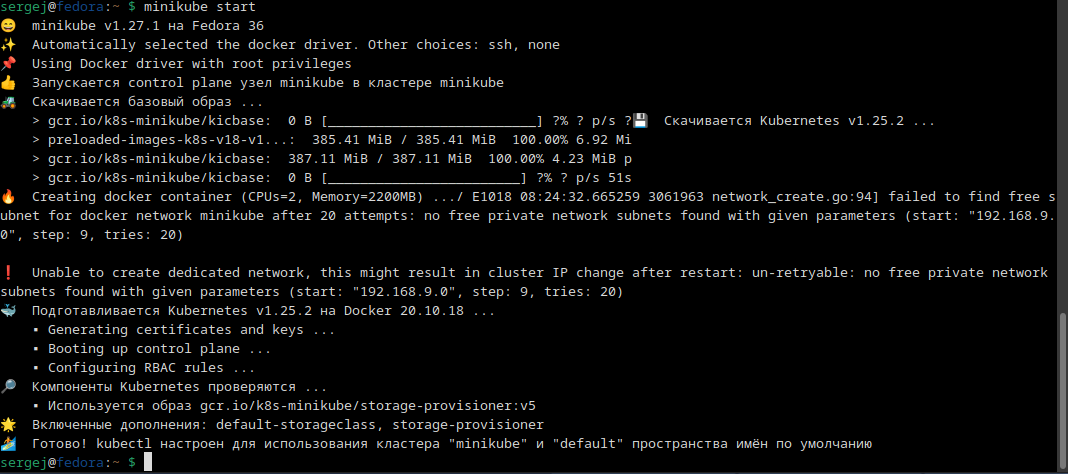 sergej@fedora:~ $ minikube start
😄  minikube v1.27.1 на Fedora 36
✨  Automatically selected the docker driver. Other choices: ssh, none
📌  Using Docker driver with root privileges
👍  Запускается control plane узел minikube в кластере minikube
🚜  Скачивается базовый образ ...
    > gcr.io/k8s-minikube/kicbase:  0 B [__________________________] ?% ? p/s ?💾  Скачивается Kubernetes v1.25.2 ...
    > preloaded-images-k8s-v18-v1...:  385.41 MiB / 385.41 MiB  100.00% 6.92 Mi
    > gcr.io/k8s-minikube/kicbase:  387.11 MiB / 387.11 MiB  100.00% 4.23 MiB p
    > gcr.io/k8s-minikube/kicbase:  0 B [________________________] ?% ? p/s 51s
🔥  Creating docker container (CPUs=2, Memory=2200MB) .../ E1018 08:24:32.665259 3061963 network_create.go:94] failed to find free s
ubnet for docker network minikube after 20 attempts: no free private network subnets found with given parameters (start: "192.168.9.
0", step: 9, tries: 20)
❗  Unable to create dedicated network, this might result in cluster IP change after restart: un-retryable: no free private network
subnets found with given parameters (start: "192.168.9.0", step: 9, tries: 20)
🐳  Подготавливается Kubernetes v1.25.2 на Docker 20.10.18 ...
    ▪ Generating certificates and keys ...
    ▪ Booting up control plane ...
    ▪ Configuring RBAC rules ...
🔎  Компоненты Kubernetes проверяются ...
    ▪ Используется образ gcr.io/k8s-minikube/storage-provisioner:v5
🌟  Включенные дополнения: default-storageclass, storage-provisioner
🏄  Готово! kubectl настроен для использования кластера "minikube" и "default" пространства имён по умолчанию
sergej@fedora:~ $